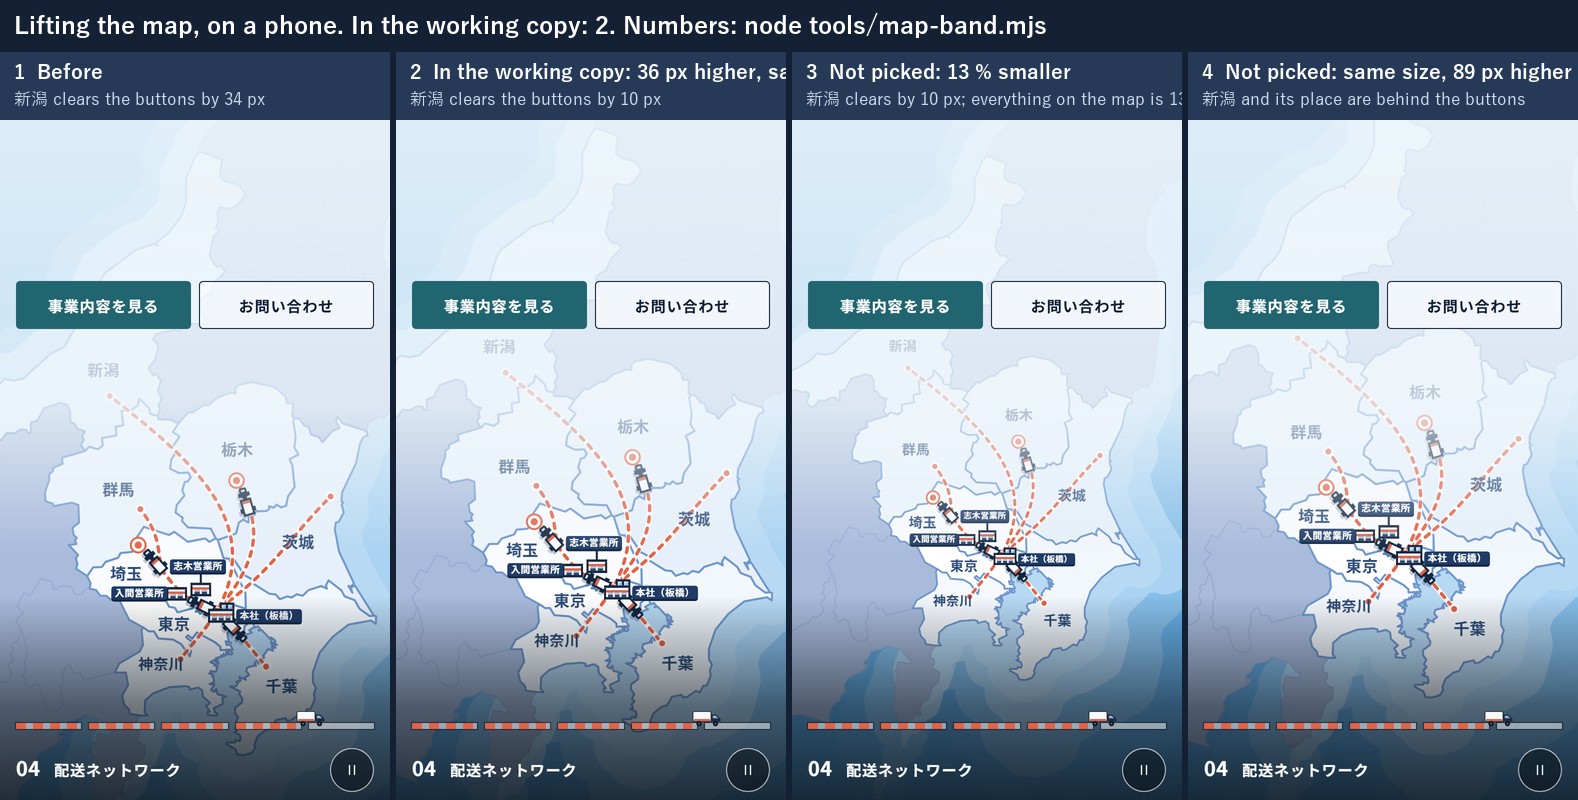 Lifting the map, on a phone. In the working copy: 2. Numbers: node tools/map-band.mjs
1 Before
新潟 clears the buttons by 34 px
事業内容を見る
お問い合わせ
新潟
栃木
群馬
茨城
志木営業所
埼玉
入間営業所
本社（板橋）
東京
神奈川
千葉
04 配送ネットワーク
2 In the working copy: 36 px higher,
新潟 clears the buttons by 10 px
事業内容を見る
お問い合わせ
新潟
栃木
群馬
茨城
志木営業所
埼玉
入間営業所
本社（板橋）
東京
神奈川
千葉
04 配送ネットワーク
3 Not picked: 13 % smaller
新潟 clears by 10 px; everything on the map is
事業内容を見る
お問い合わせ
新潟
栃木
群馬
茨城
志木営業所
埼玉
入間営業所
本社（板橋）
東京
神奈川
千葉
04 配送ネットワーク
4 Not picked: same size, 89 px higher
新潟 and its place are behind the buttons
事業内容を見る
お問い合わせ
栃木
群馬
茨城
志木営業所
埼玉
入間営業所
本社（板橋）
東京
神奈川
千葉
04 配送ネットワーク